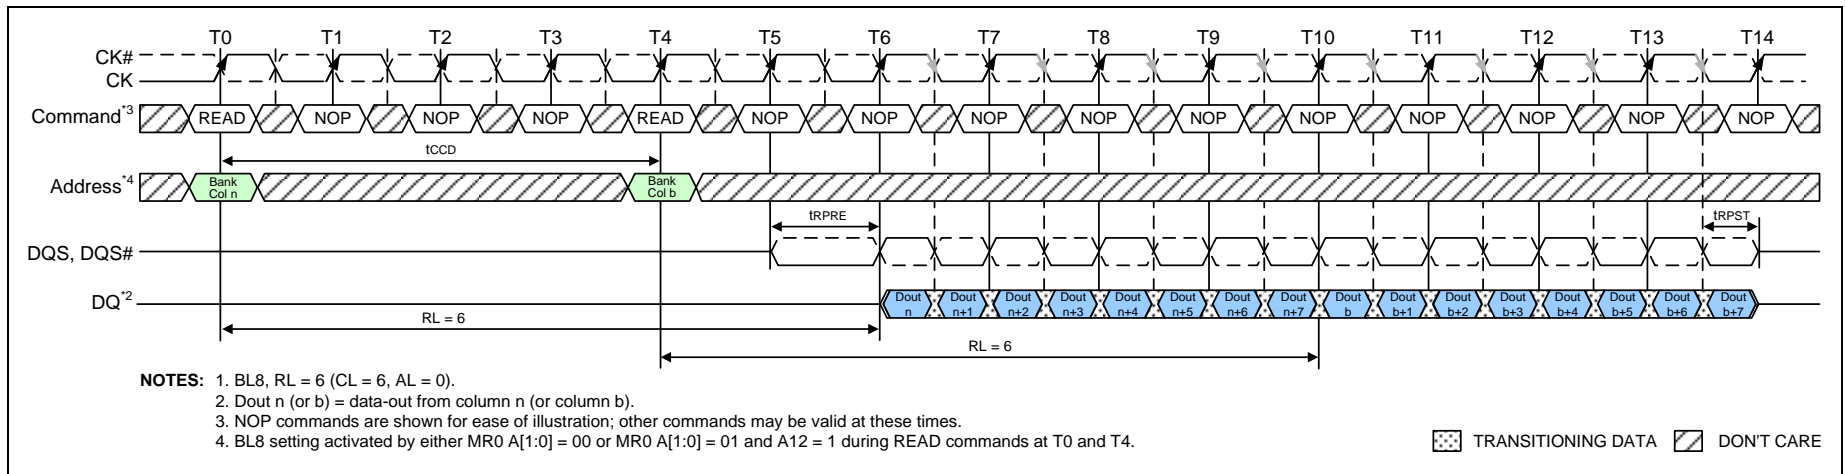 T0 T1 T2 T3 T4 T5 T6 T7 T8 T9 T10 T11 T12 T13 T14
CK#
CK
Command*3 READ NOP NOP NOP READ NOP NOP NOP NOP NOP NOP NOP NOP NOP NOP
tCCD
Address*4 Bank Col n Bank Col b
tRPRE tRPST
DQS, DQS#
DQ*2 Dout n Dout n+1 Dout n+2 Dout n+3 Dout n+4 Dout n+5 Dout n+6 Dout n+7 Dout b Dout b+1 Dout b+2 Dout b+3 Dout b+4 Dout b+5 Dout b+6 Dout b+7
RL = 6
RL = 6
NOTES: 1. BL8, RL = 6 (CL = 6, AL = 0).
2. Dout n (or b) = data-out from column n (or column b).
3. NOP commands are shown for ease of illustration; other commands may be valid at these times.
4. BL8 setting activated by either MR0 A[1:0] = 00 or MR0 A[1:0] = 01 and A12 = 1 during READ commands at T0 and T4.
TRANSITIONING DATA DON'T CARE